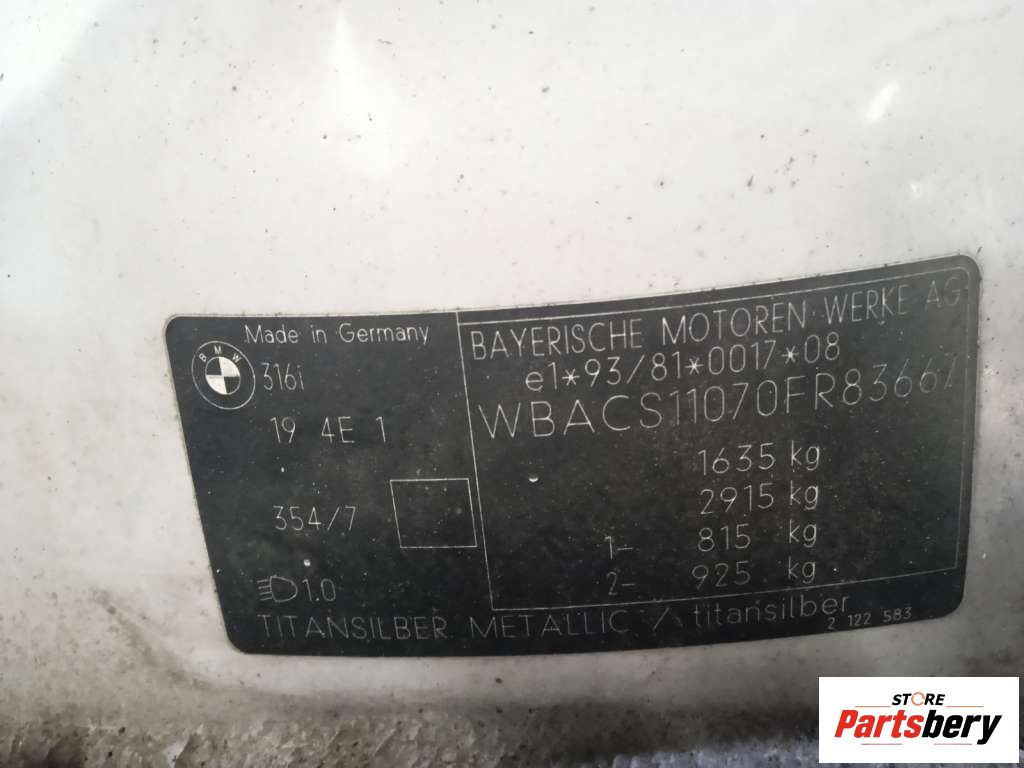 Made in Germany
BMW
316i
19 4E 1
354/7
1.0
BAYERISCHE MOTOREN WERKE AG
e1*93/81*0017*08
WBACS11070FR83667
1635 kg
2915 kg
1- 815 kg
2- 925 kg
TITANSILBER METALLIC / titansilber
2 122 583
STORE
Partsbery